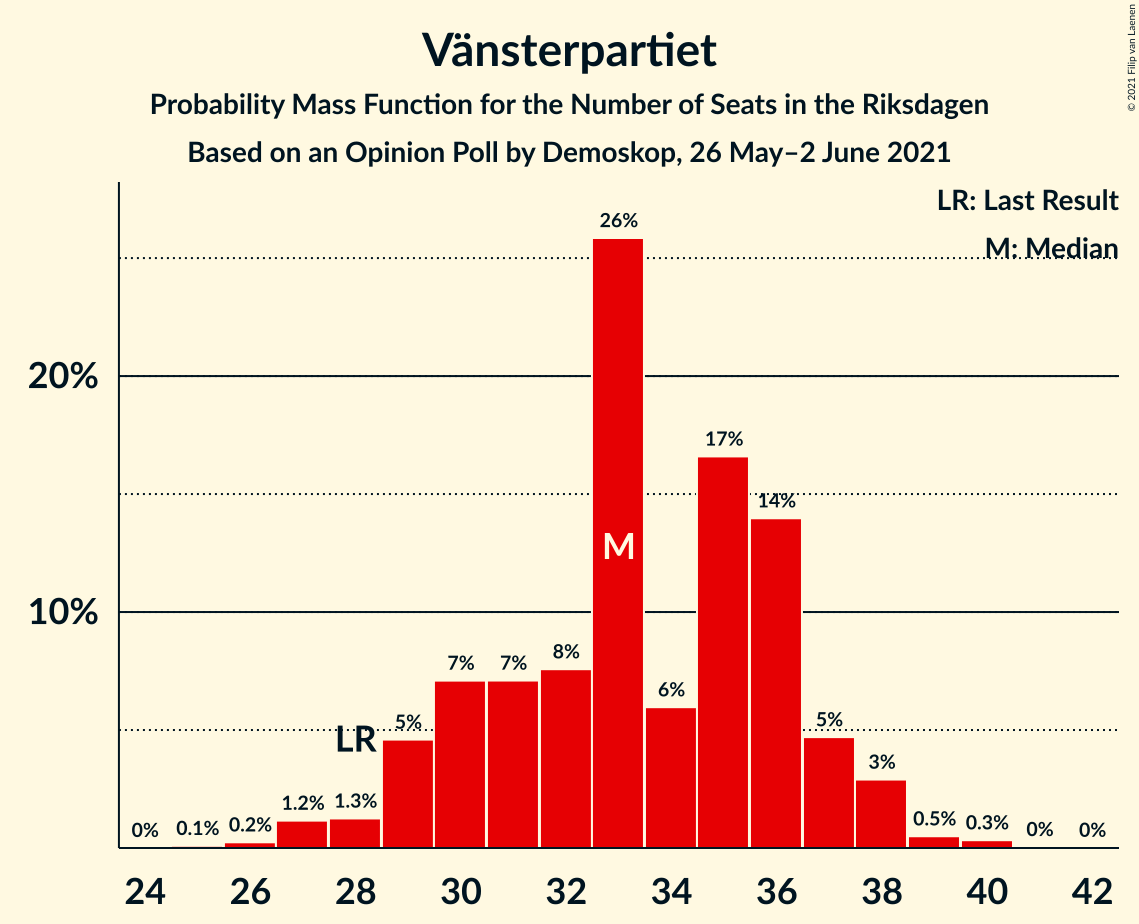 Vänsterpartiet
Probability Mass Function for the Number of Seats in the Riksdagen
Based on an Opinion Poll by Demoskop, 26 May–2 June 2021
© 2021 Filip van Laenen
LR: Last Result
M: Median
20%
10%
0%
0.1%
0.2%
1.2%
1.3%
LR
5%
7%
7%
8%
26%
M
6%
17%
14%
5%
3%
0.5%
0.3%
0%
0%
24 26 28 30 32 34 36 38 40 42